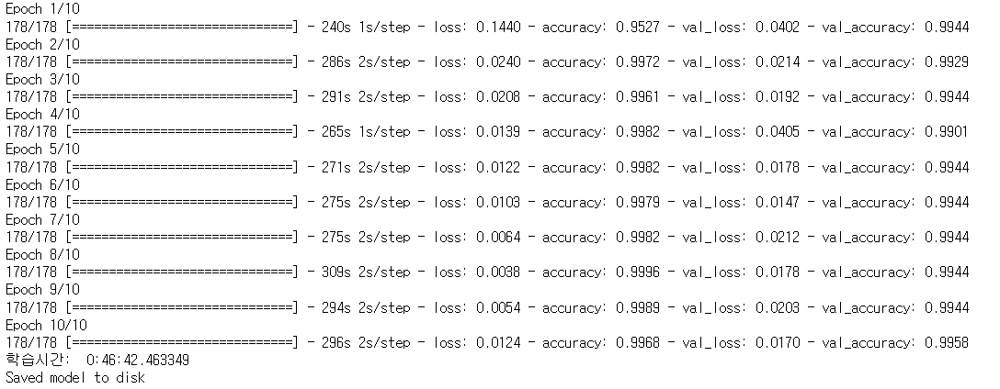 Epoch 1/10
178/178 [==============================] - 240s 1s/step - loss: 0.1440 - accuracy: 0.9527 - val_loss: 0.0402 - val_accuracy: 0.9944
Epoch 2/10
178/178 [==============================] - 286s 2s/step - loss: 0.0240 - accuracy: 0.9972 - val_loss: 0.0214 - val_accuracy: 0.9929
Epoch 3/10
178/178 [==============================] - 291s 2s/step - loss: 0.0208 - accuracy: 0.9961 - val_loss: 0.0192 - val_accuracy: 0.9944
Epoch 4/10
178/178 [==============================] - 265s 1s/step - loss: 0.0139 - accuracy: 0.9982 - val_loss: 0.0405 - val_accuracy: 0.9901
Epoch 5/10
178/178 [==============================] - 271s 2s/step - loss: 0.0122 - accuracy: 0.9982 - val_loss: 0.0178 - val_accuracy: 0.9944
Epoch 6/10
178/178 [==============================] - 275s 2s/step - loss: 0.0103 - accuracy: 0.9979 - val_loss: 0.0147 - val_accuracy: 0.9944
Epoch 7/10
178/178 [==============================] - 275s 2s/step - loss: 0.0064 - accuracy: 0.9982 - val_loss: 0.0212 - val_accuracy: 0.9944
Epoch 8/10
178/178 [==============================] - 309s 2s/step - loss: 0.0038 - accuracy: 0.9996 - val_loss: 0.0178 - val_accuracy: 0.9944
Epoch 9/10
178/178 [==============================] - 294s 2s/step - loss: 0.0054 - accuracy: 0.9989 - val_loss: 0.0203 - val_accuracy: 0.9944
Epoch 10/10
178/178 [==============================] - 296s 2s/step - loss: 0.0124 - accuracy: 0.9968 - val_loss: 0.0170 - val_accuracy: 0.9958
학습시간:  0:46:42.463349
Saved model to disk